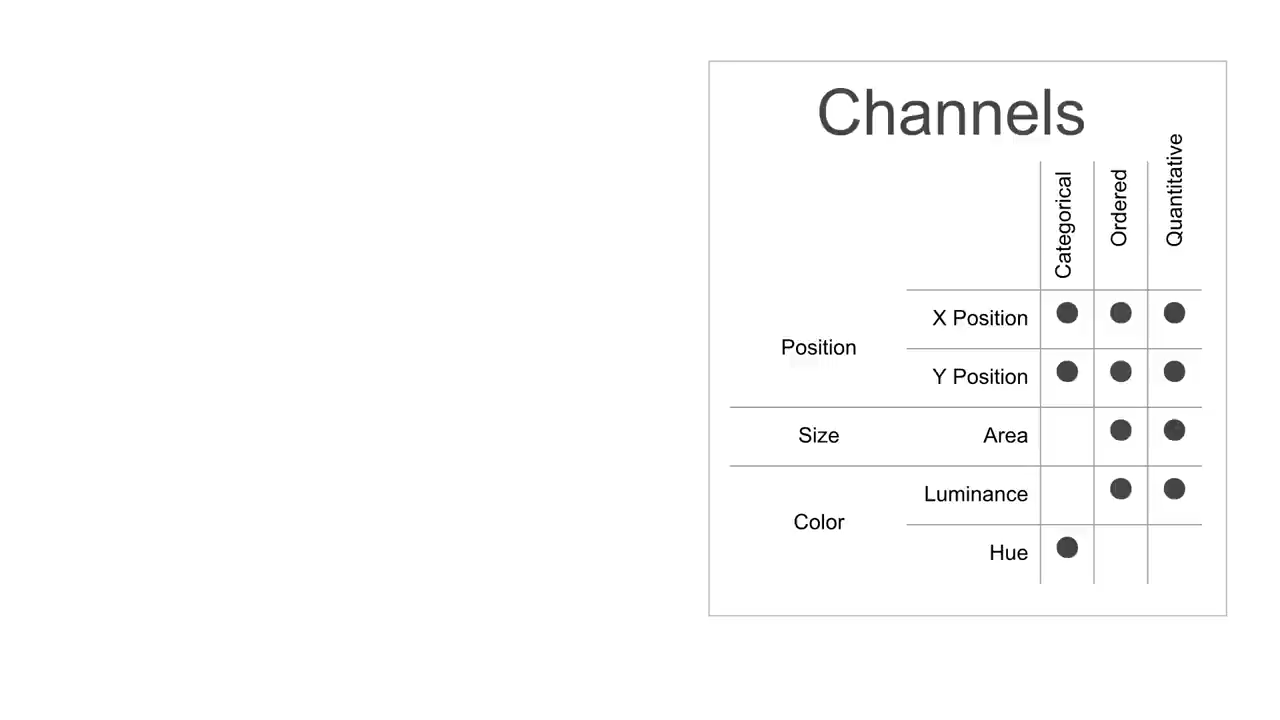 Channels
Categorical
Ordered
Quantitative
Position
X Position
Y Position
Size
Area
Color
Luminance
Hue